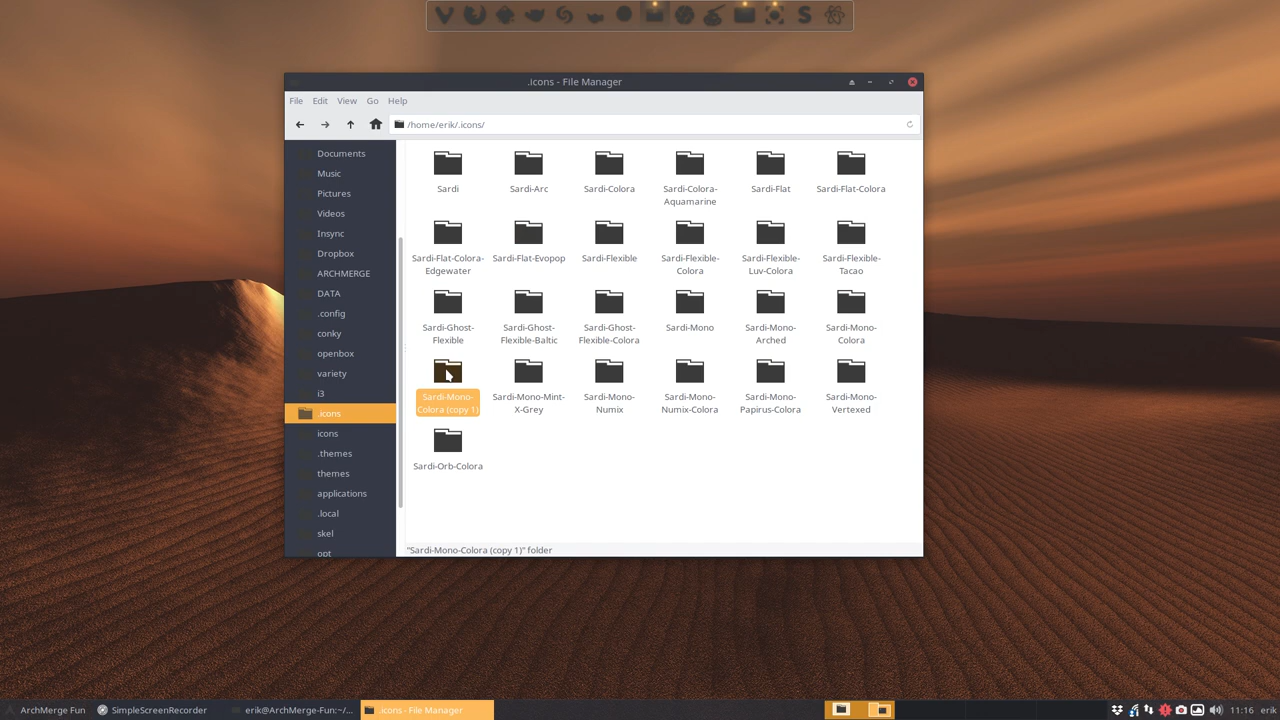 .icons - File Manager
File Edit View Go Help
/home/erik/.icons/
Documents
Music
Pictures
Videos
Insync
Dropbox
ARCHMERGE
DATA
.config
conky
openbox
variety
i3
.icons
icons
.themes
themes
applications
.local
skel
opt
Sardi
Sardi-Arc
Sardi-Colora
Sardi-Colora-
Aquamarine
Sardi-Flat
Sardi-Flat-Colora
Sardi-Flat-Colora-
Edgewater
Sardi-Flat-Evopop
Sardi-Flexible
Sardi-Flexible-
Colora
Sardi-Flexible-
Luv-Colora
Sardi-Flexible-
Tacao
Sardi-Ghost-
Flexible
Sardi-Ghost-
Flexible-Baltic
Sardi-Ghost-
Flexible-Colora
Sardi-Mono
Sardi-Mono-
Arched
Sardi-Mono-
Colora
Sardi-Mono-
Colora (copy 1)
Sardi-Mono-Mint-
X-Grey
Sardi-Mono-
Numix
Sardi-Mono-
Numix-Colora
Sardi-Mono-
Papirus-Colora
Sardi-Mono-
Vertexed
Sardi-Orb-Colora
"Sardi-Mono-Colora (copy 1)" folder
ArchMerge Fun
SimpleScreenRecorder
erik@ArchMerge-Fun:~/...
.icons - File Manager
11:16 erik